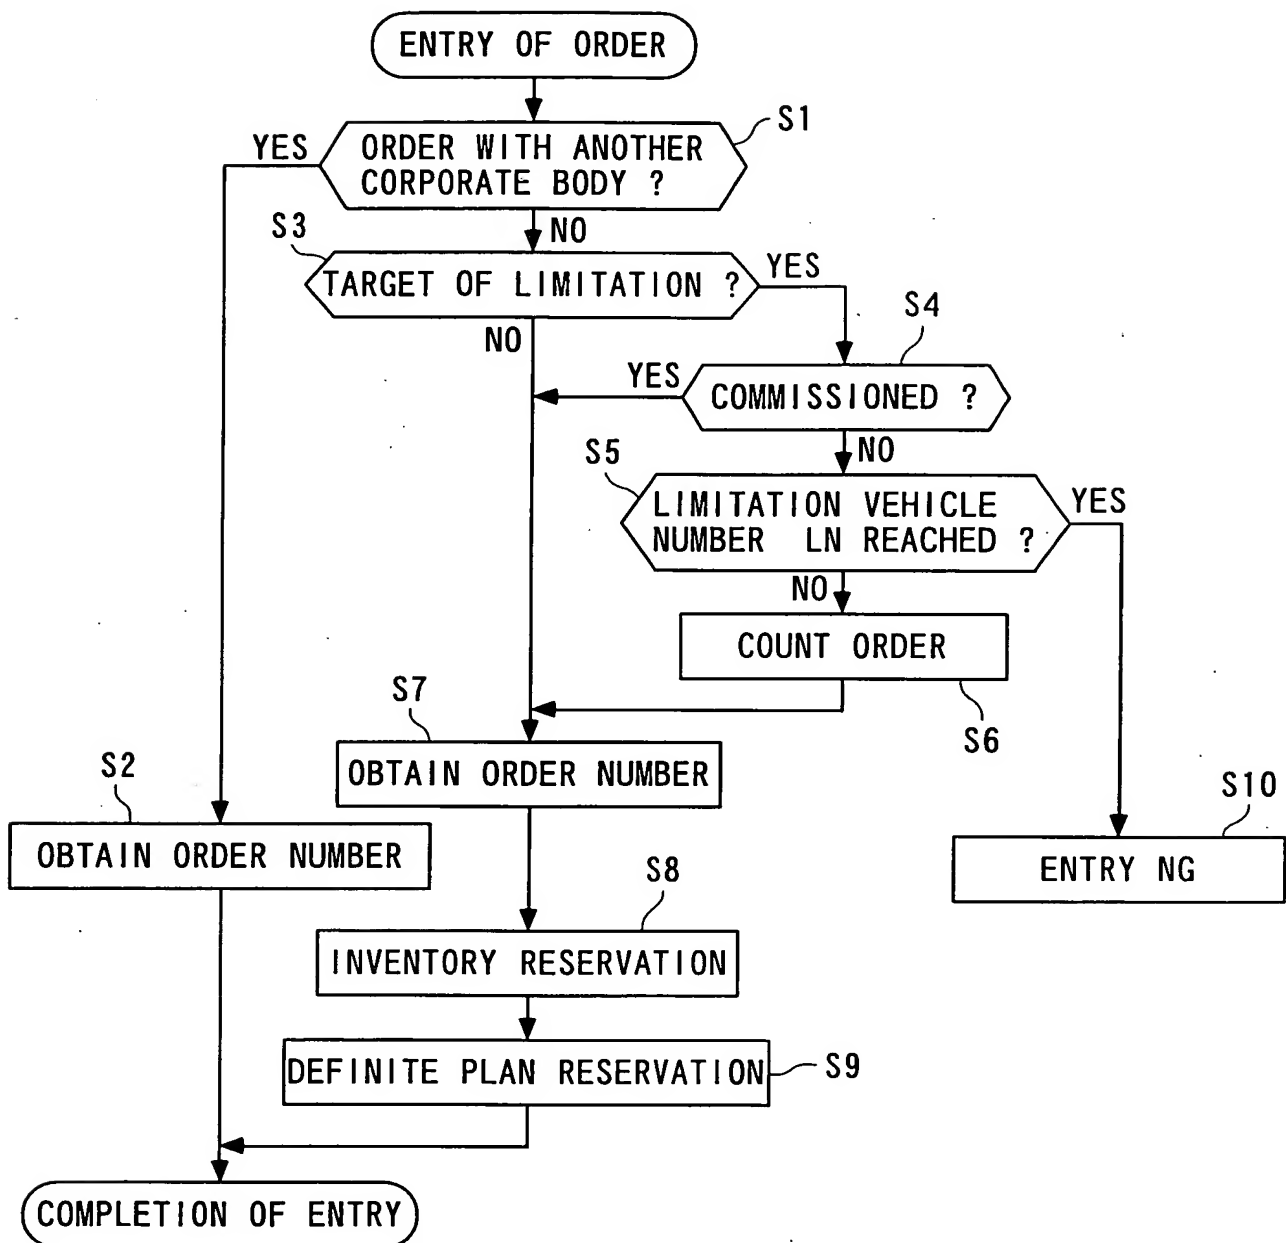 ENTRY OF ORDER
S1
YES
ORDER WITH ANOTHER
CORPORATE BODY ?
NO
S3
TARGET OF LIMITATION ?
YES
NO
S4
YES
COMMISSIONED ?
NO
S5
LIMITATION VEHICLE
NUMBER LN REACHED ?
YES
NO
COUNT ORDER
S6
S7
OBTAIN ORDER NUMBER
S2
OBTAIN ORDER NUMBER
S10
ENTRY NG
S8
INVENTORY RESERVATION
DEFINITE PLAN RESERVATION
S9
COMPLETION OF ENTRY